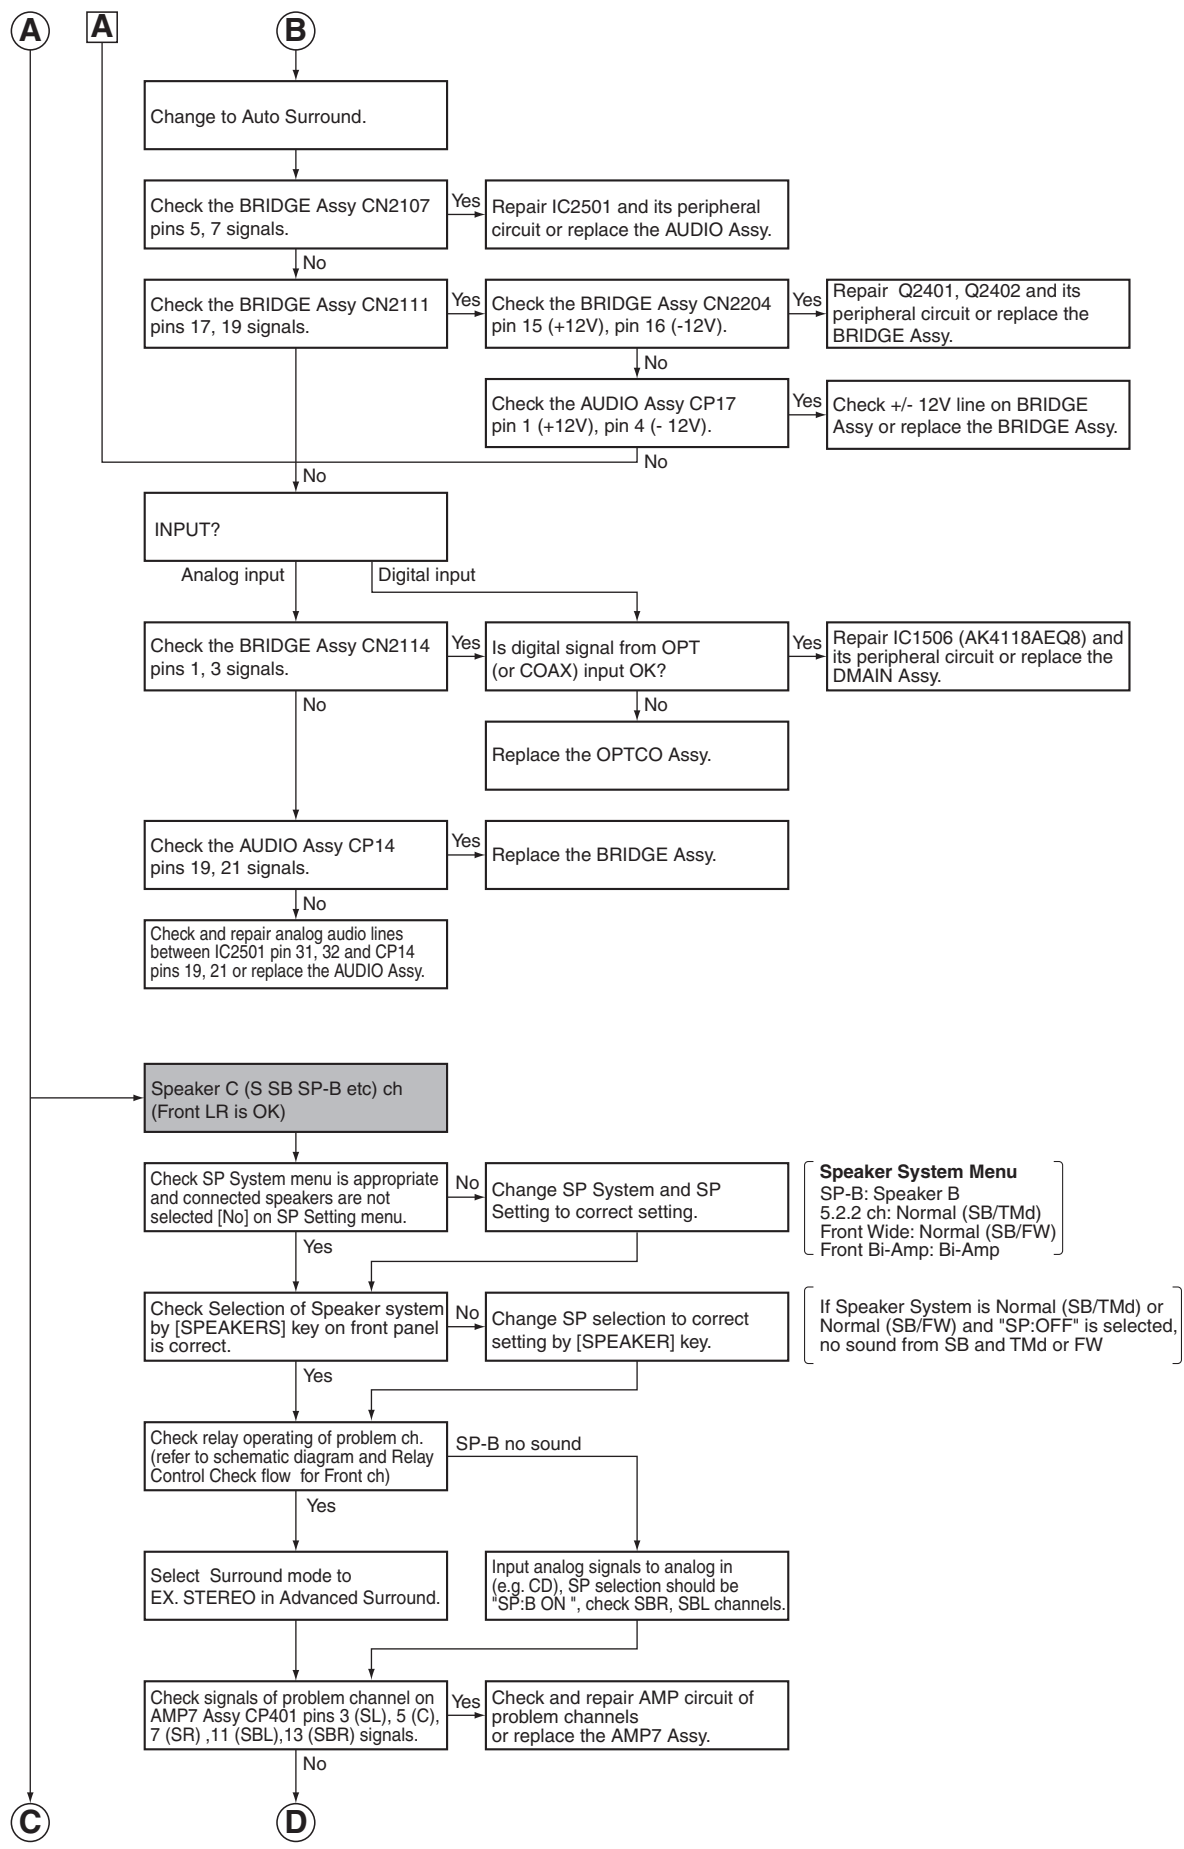 A
A
B
Change to Auto Surround.
Check the BRIDGE Assy CN2107
pins 5, 7 signals.
Yes
Repair IC2501 and its peripheral
circuit or replace the AUDIO Assy.
No
Check the BRIDGE Assy CN2111
pins 17, 19 signals.
Yes
Check the BRIDGE Assy CN2204
pin 15 (+12V), pin 16 (-12V).
Yes
Repair Q2401, Q2402 and its
peripheral circuit or replace the
BRIDGE Assy.
No
Check the AUDIO Assy CP17
pin 1 (+12V), pin 4 (- 12V).
Yes
Check +/- 12V line on BRIDGE
Assy or replace the BRIDGE Assy.
No
No
INPUT?
Analog input
Digital input
Check the BRIDGE Assy CN2114
pins 1, 3 signals.
Yes
Is digital signal from OPT
(or COAX) input OK?
Yes
Repair IC1506 (AK4118AEQ8) and
its peripheral circuit or replace the
DMAIN Assy.
No
No
Replace the OPTCO Assy.
Check the AUDIO Assy CP14
pins 19, 21 signals.
Yes
Replace the BRIDGE Assy.
No
Check and repair analog audio lines
between IC2501 pin 31, 32 and CP14
pins 19, 21 or replace the AUDIO Assy.
Speaker C (S SB SP-B etc) ch
(Front LR is OK)
Check SP System menu is appropriate
and connected speakers are not
selected [No] on SP Setting menu.
No
Change SP System and SP
Setting to correct setting.
Speaker System Menu
SP-B: Speaker B
5.2.2 ch: Normal (SB/TMd)
Front Wide: Normal (SB/FW)
Front Bi-Amp: Bi-Amp
Yes
Check Selection of Speaker system
by [SPEAKERS] key on front panel
is correct.
No
Change SP selection to correct
setting by [SPEAKER] key.
If Speaker System is Normal (SB/TMd) or
Normal (SB/FW) and "SP:OFF" is selected,
no sound from SB and TMd or FW
Yes
Check relay operating of problem ch.
(refer to schematic diagram and Relay
Control Check flow for Front ch)
SP-B no sound
Yes
Select Surround mode to
EX. STEREO in Advanced Surround.
Input analog signals to analog in
(e.g. CD), SP selection should be
"SP:B ON ", check SBR, SBL channels.
Check signals of problem channel on
AMP7 Assy CP401 pins 3 (SL), 5 (C),
7 (SR) ,11 (SBL),13 (SBR) signals.
Yes
Check and repair AMP circuit of
problem channels
or replace the AMP7 Assy.
No
C
D